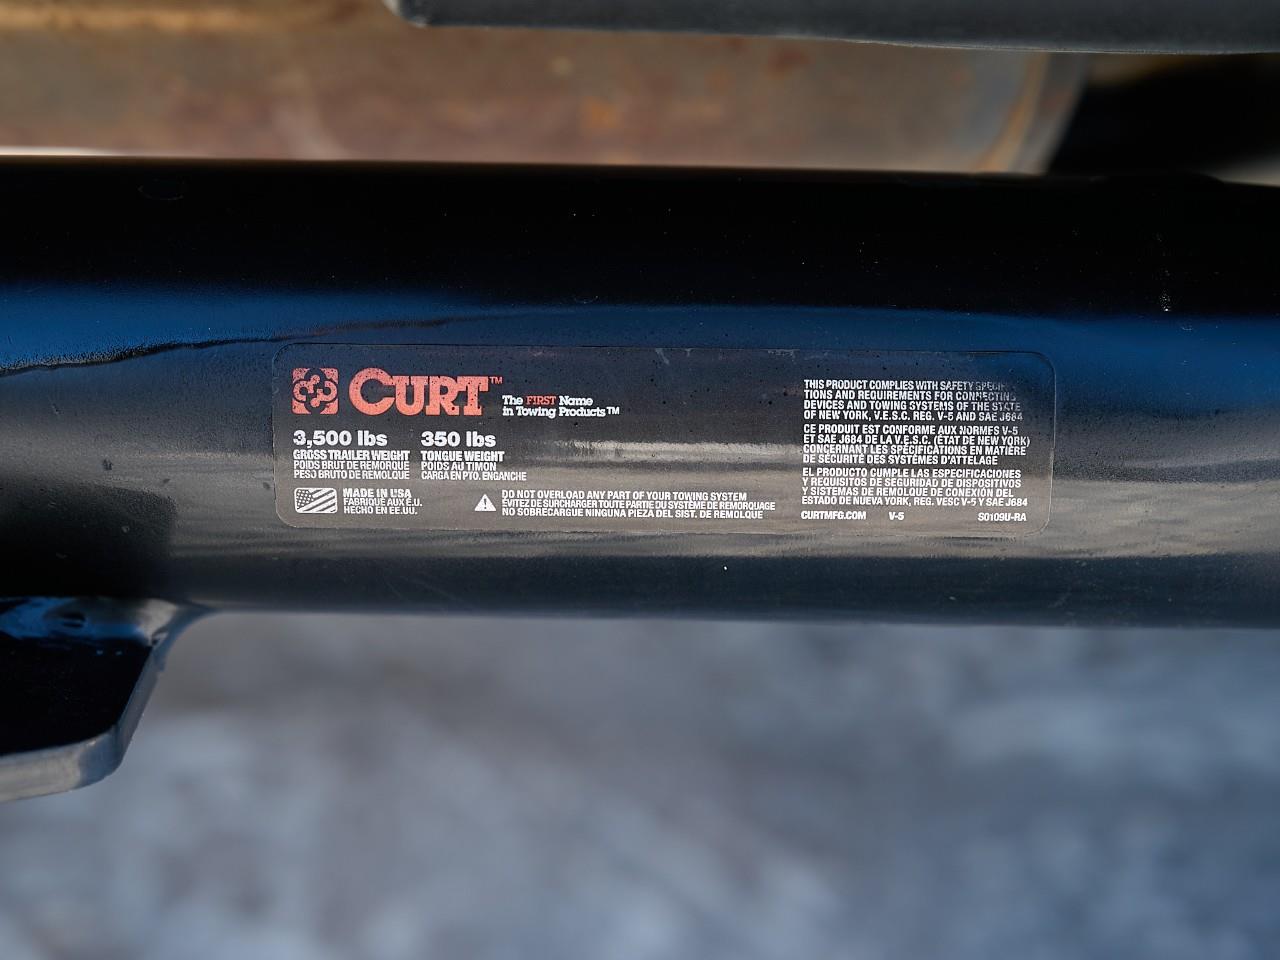 CURT™
The FIRST Name
in Towing Products™
3,500 lbs
GROSS TRAILER WEIGHT
POIDS BRUT DE REMORQUE
PESO BRUTO DE REMOLQUE
350 lbs
TONGUE WEIGHT
POIDS AU TIMON
CARGA EN PTO. ENGANCHE
MADE IN USA
FABRIQUÉ AUX É.U.
HECHO EN EE.UU.
DO NOT OVERLOAD ANY PART OF YOUR TOWING SYSTEM
ÉVITEZ DE SURCHARGER TOUTE PARTIE DU SYSTÈME DE REMORQUAGE
NO SOBRECARGUE NINGUNA PIEZA DEL SIST. DE REMOLQUE
THIS PRODUCT COMPLIES WITH SAFETY SPECIFICA-
TIONS AND REQUIREMENTS FOR CONNECTING
DEVICES AND TOWING SYSTEMS OF THE STATE
OF NEW YORK, V.E.S.C. REG. V-5 AND SAE J684
CE PRODUIT EST CONFORME AUX NORMES V-5
ET SAE J684 DE LA V.E.S.C. (ÉTAT DE NEW YORK)
CONCERNANT LES SPÉCIFICATIONS EN MATIÈRE
DE SÉCURITÉ DES SYSTÈMES D'ATTELAGE
EL PRODUCTO CUMPLE LAS ESPECIFICACIONES
Y REQUISITOS DE SEGURIDAD DE DISPOSITIVOS
Y SISTEMAS DE REMOLQUE DE CONEXIÓN DEL
ESTADO DE NUEVA YORK, REG. VESC V-5 Y SAE J684
CURTMFG.COM V-5 S0109U-RA